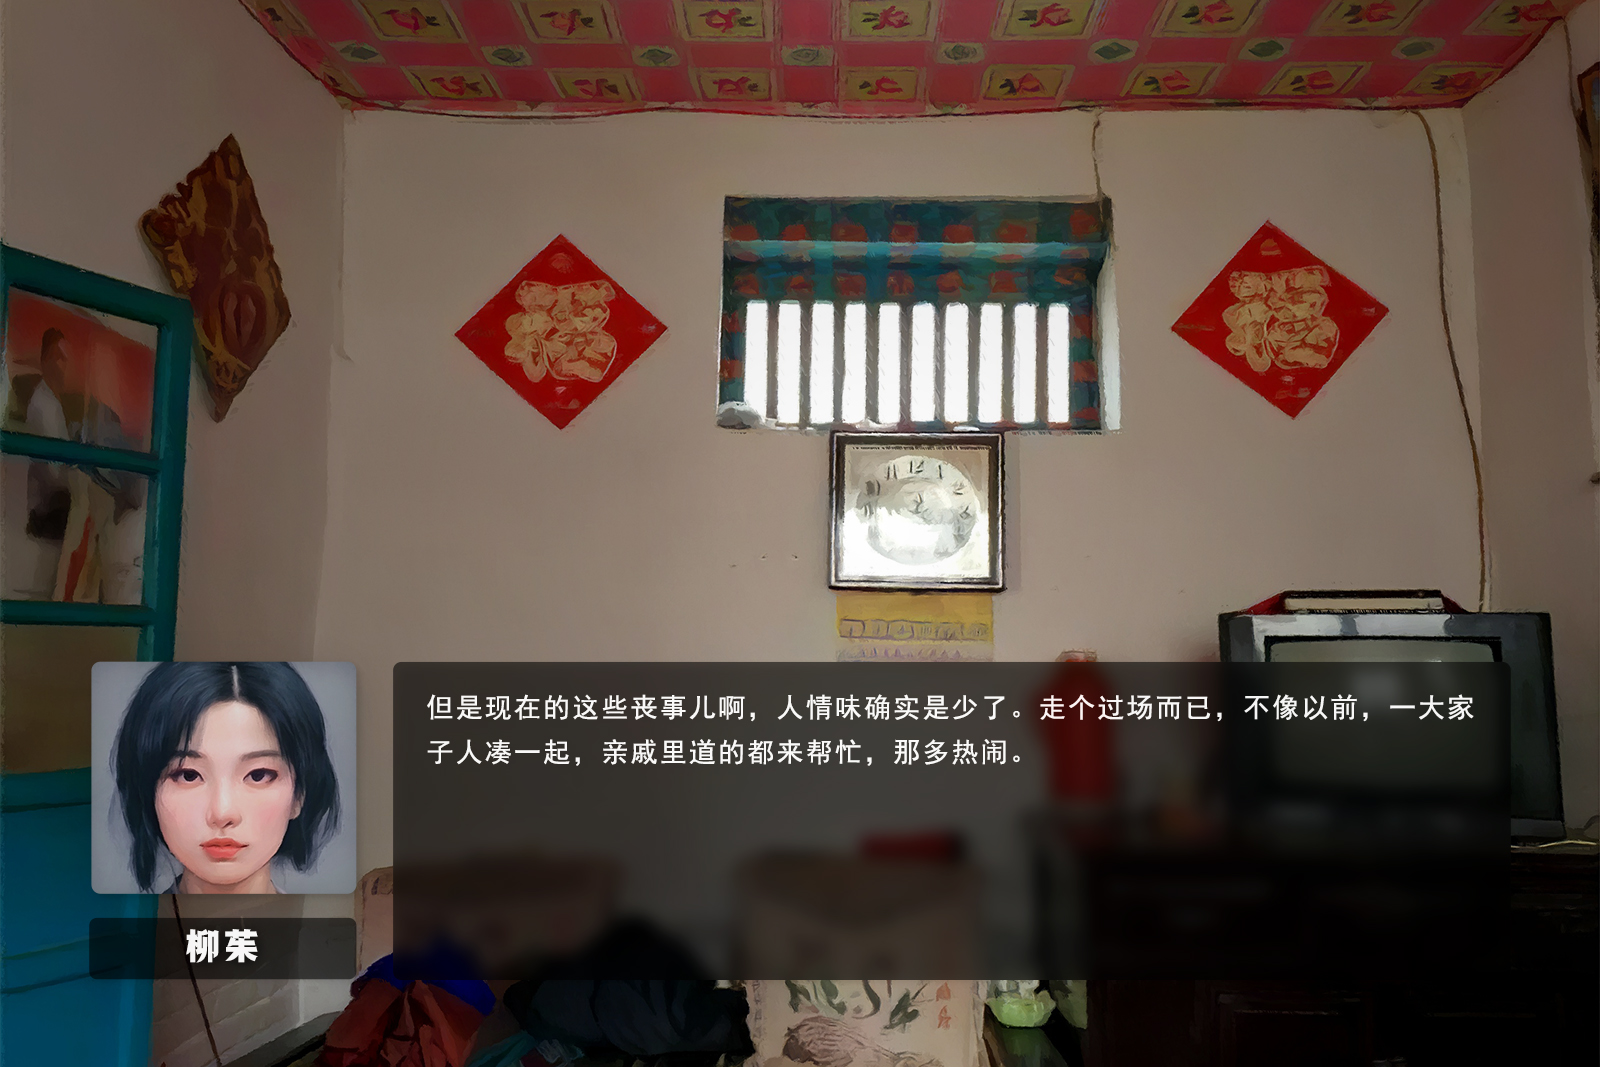 福
福
但是现在的这些丧事儿啊，人情味确实是少了。走个过场而已，不像以前，一大家
子人凑一起，亲戚里道的都来帮忙，那多热闹。
柳茱